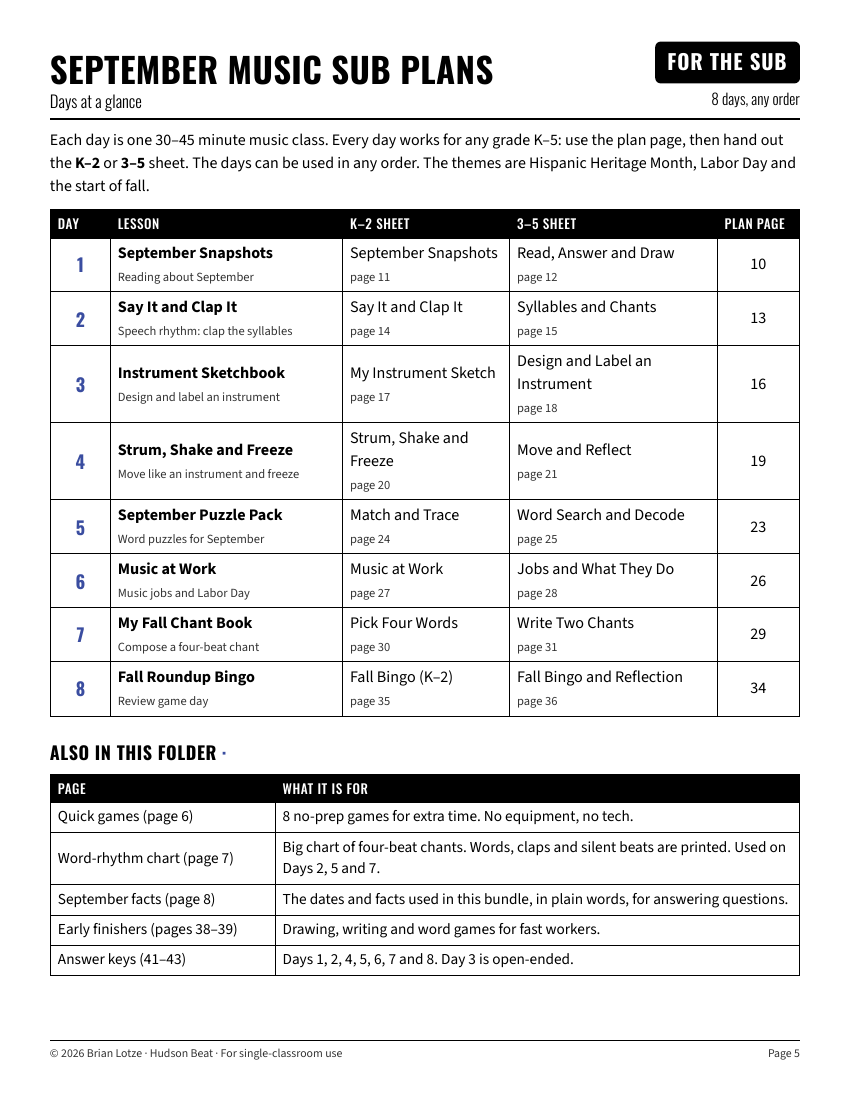 SEPTEMBER MUSIC SUB PLANS
FOR THE SUB
Days at a glance
8 days, any order
Each day is one 30–45 minute music class. Every day works for any grade K–5: use the plan page, then hand out
the K–2 or 3–5 sheet. The days can be used in any order. The themes are Hispanic Heritage Month, Labor Day and
the start of fall.
DAY LESSON K–2 SHEET 3–5 SHEET PLAN PAGE
1 September Snapshots September Snapshots Read, Answer and Draw 10
Reading about September page 11 page 12
2 Say It and Clap It Say It and Clap It Syllables and Chants 13
Speech rhythm: clap the syllables page 14 page 15
3 Instrument Sketchbook My Instrument Sketch Design and Label an 16
Instrument
Design and label an instrument page 17 page 18
4 Strum, Shake and Freeze Strum, Shake and Move and Reflect 19
Freeze
Move like an instrument and freeze page 20 page 21
5 September Puzzle Pack Match and Trace Word Search and Decode 23
Word puzzles for September page 24 page 25
6 Music at Work Music at Work Jobs and What They Do 26
Music jobs and Labor Day page 27 page 28
7 My Fall Chant Book Pick Four Words Write Two Chants 29
Compose a four-beat chant page 30 page 31
8 Fall Roundup Bingo Fall Bingo (K–2) Fall Bingo and Reflection 34
Review game day page 35 page 36
ALSO IN THIS FOLDER ·
PAGE WHAT IT IS FOR
Quick games (page 6) 8 no-prep games for extra time. No equipment, no tech.
Word-rhythm chart (page 7) Big chart of four-beat chants. Words, claps and silent beats are printed. Used on
Days 2, 5 and 7.
September facts (page 8) The dates and facts used in this bundle, in plain words, for answering questions.
Early finishers (pages 38–39) Drawing, writing and word games for fast workers.
Answer keys (41–43) Days 1, 2, 4, 5, 6, 7 and 8. Day 3 is open-ended.
© 2026 Brian Lotze · Hudson Beat · For single-classroom use
Page 5